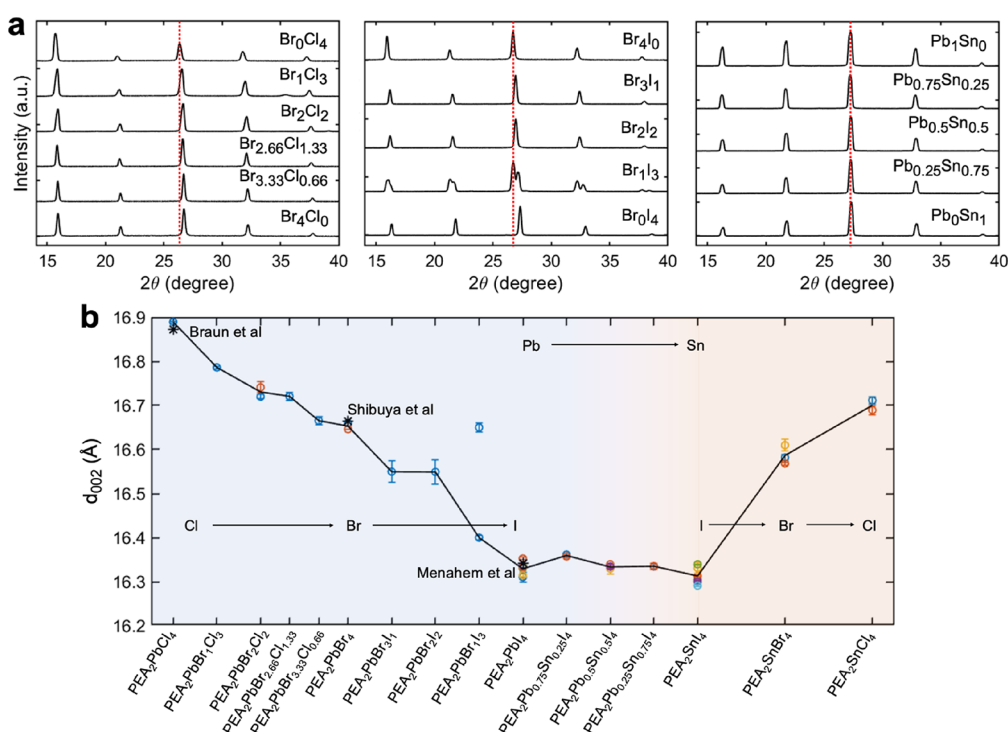 a
Intensity (a.u.)
Br0Cl4
Br1Cl3
Br2Cl2
Br2.66Cl1.33
Br3.33Cl0.66
Br4Cl0
15 20 25 30 35 40
2θ (degree)
Br4I0
Br3I1
Br2I2
Br1I3
Br0I4
15 20 25 30 35 40
2θ (degree)
Pb1Sn0
Pb0.75Sn0.25
Pb0.5Sn0.5
Pb0.25Sn0.75
Pb0Sn1
15 20 25 30 35 40
2θ (degree)
b
d002 (Å)
16.9
16.8
16.7
16.6
16.5
16.4
16.3
16.2
Braun et al
Pb Sn
Shibuya et al
Cl Br I
I Br Cl
Menahem et al
PEA2PbCl4
PEA2PbBr1Cl3
PEA2PbBr2Cl2
PEA2PbBr2.66Cl1.33
PEA2PbBr3.33Cl0.66
PEA2PbBr4
PEA2PbBr3I1
PEA2PbBr2I2
PEA2PbBr1I3
PEA2PbI4
PEA2Pb0.75Sn0.25I4
PEA2Pb0.5Sn0.5I4
PEA2Pb0.25Sn0.75I4
PEA2SnI4
PEA2SnBr4
PEA2SnCl4